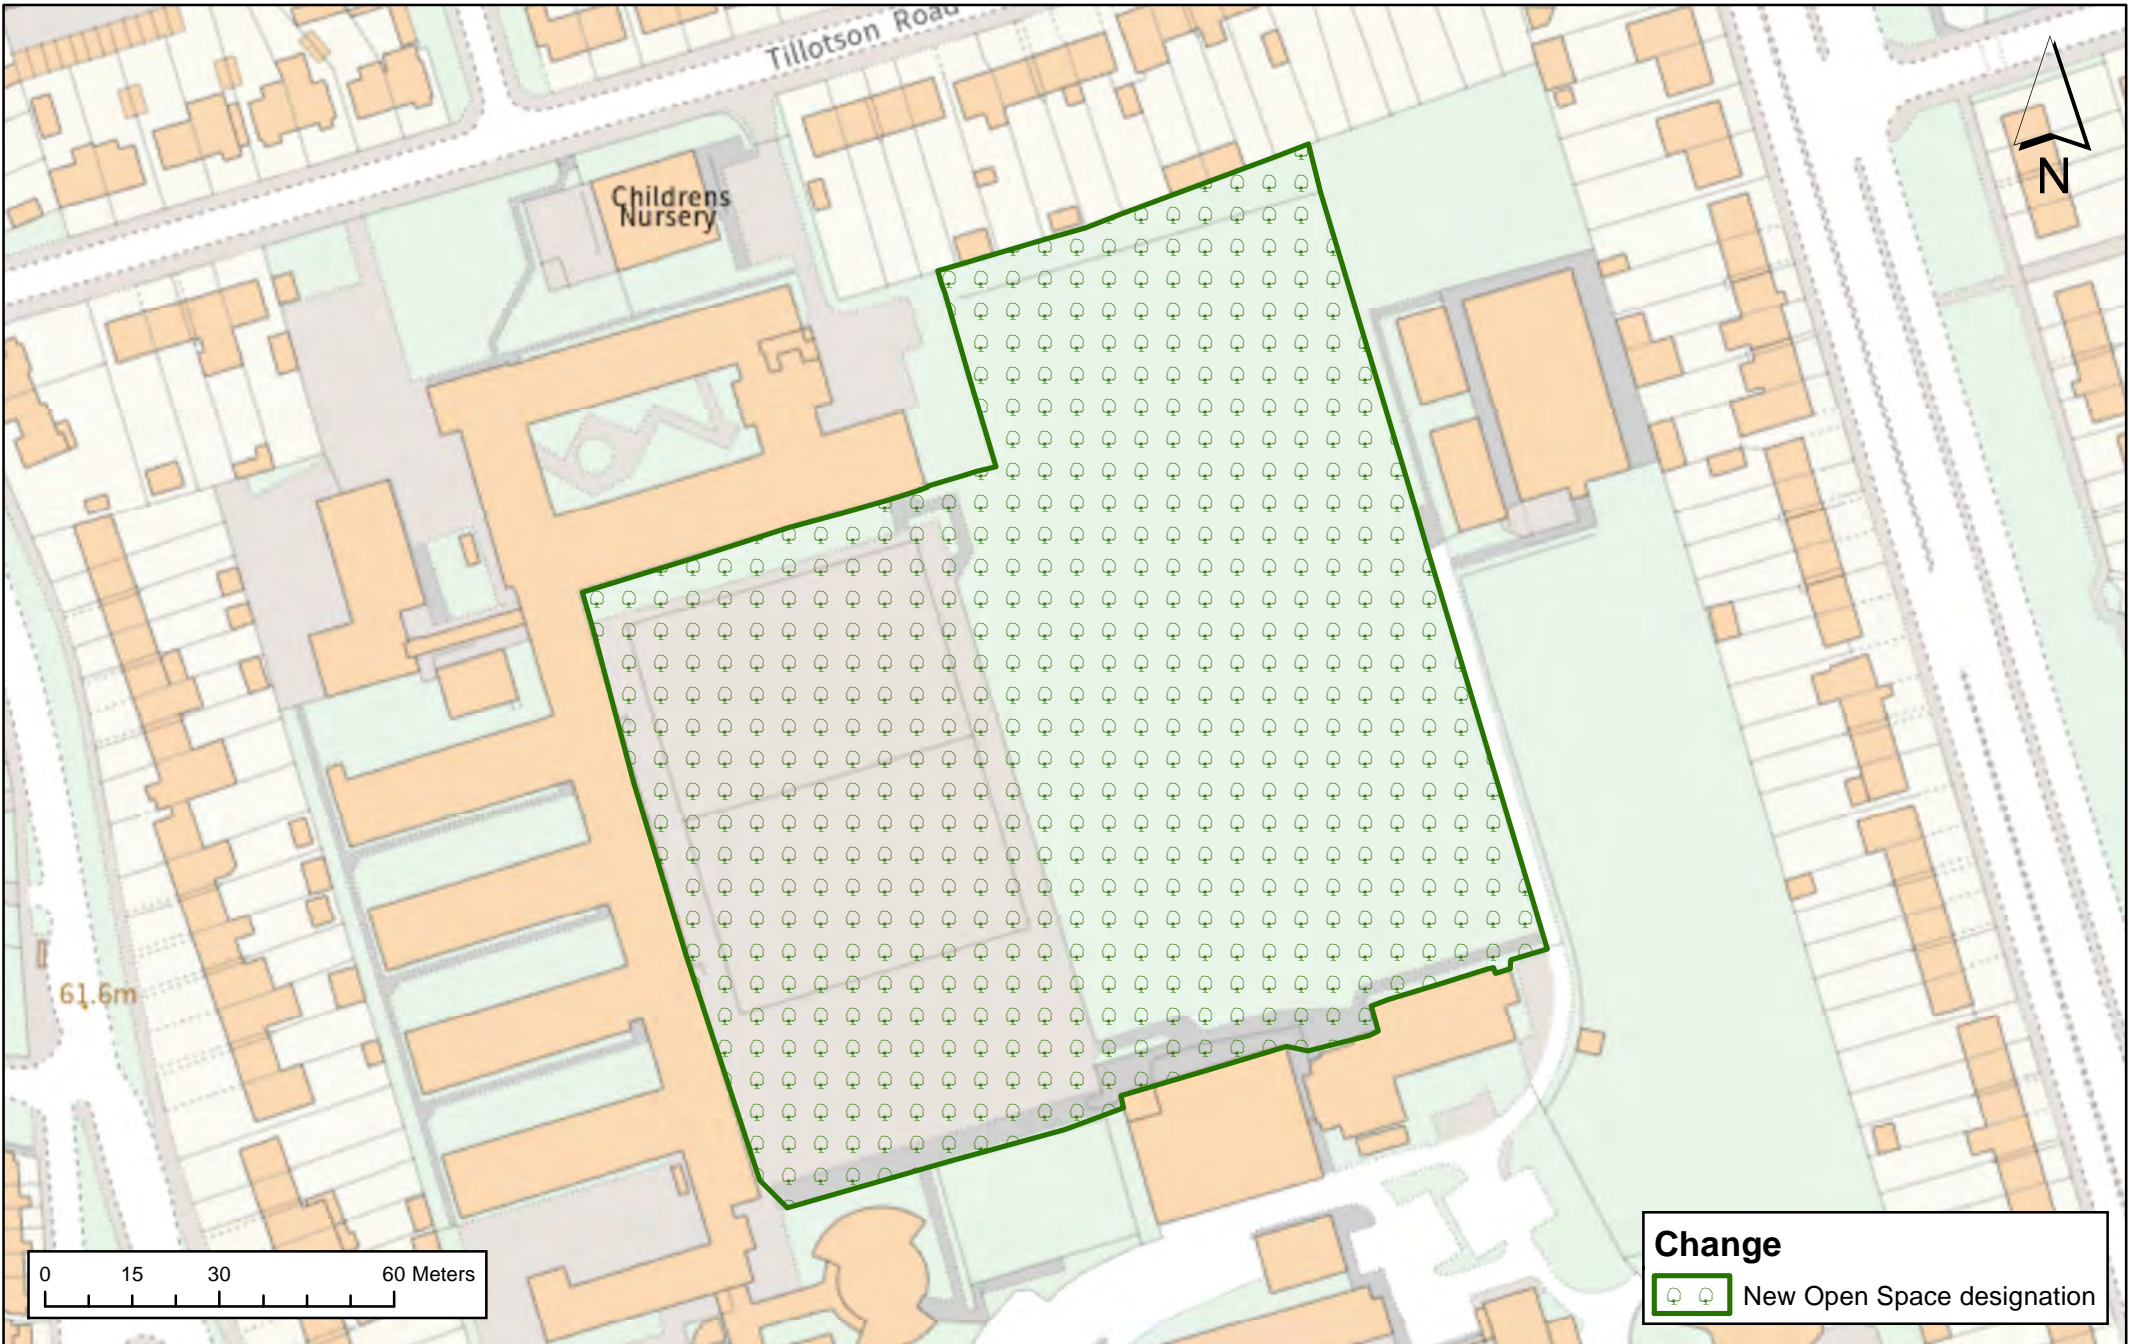 Tillotson Road
N
Childrens
Nursery
61.6m
0 15 30 60 Meters
Change
New Open Space designation